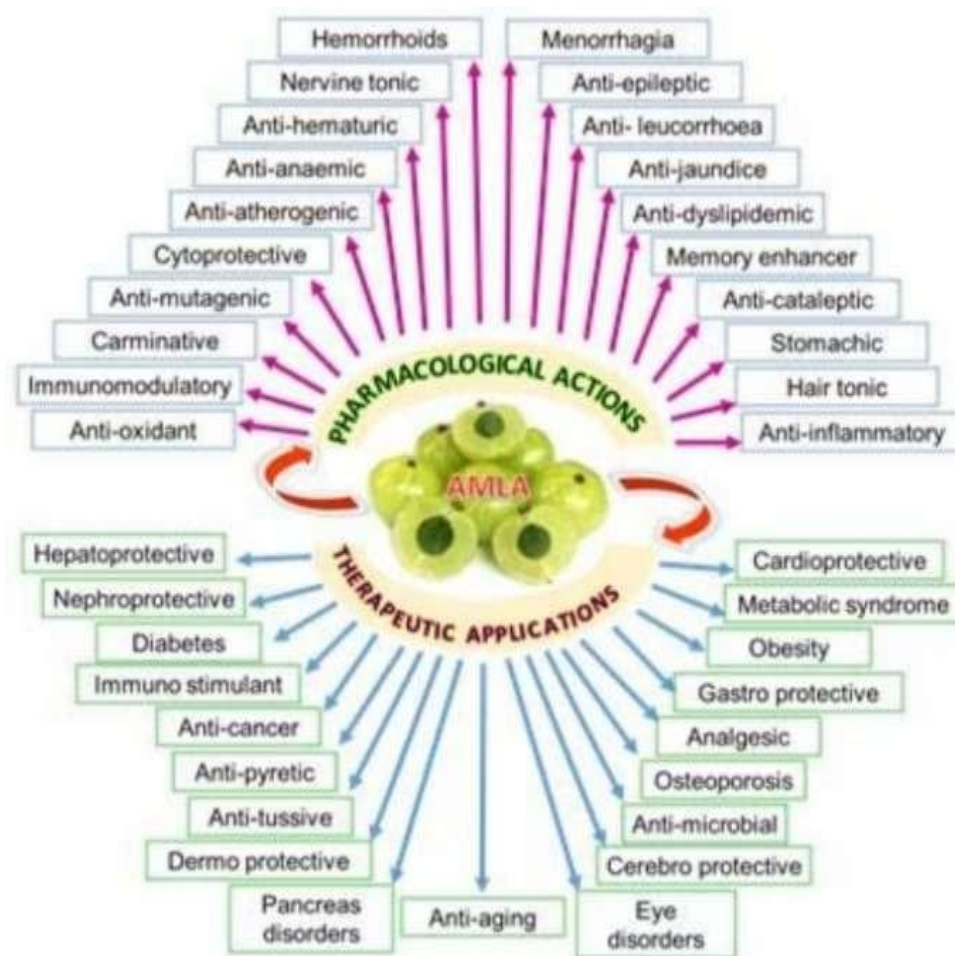 Hemorrhoids
Menorrhagia
Nervine tonic
Anti-epileptic
Anti-hematuric
Anti- leucorrhoea
Anti-anaemic
Anti-jaundice
Anti-atherogenic
Anti-dyslipidemic
Cytoprotective
Memory enhancer
Anti-mutagenic
Anti-cataleptic
Carminative
Stomachic
Immunomodulatory
Hair tonic
Anti-oxidant
Anti-inflammatory
PHARMACOLOGICAL ACTIONS
AMLA
THERAPEUTIC APPLICATIONS
Hepatoprotective
Cardioprotective
Nephroprotective
Metabolic syndrome
Diabetes
Obesity
Immuno stimulant
Gastro protective
Anti-cancer
Analgesic
Anti-pyretic
Osteoporosis
Anti-tussive
Anti-microbial
Dermo protective
Cerebro protective
Pancreas
disorders
Anti-aging
Eye
disorders